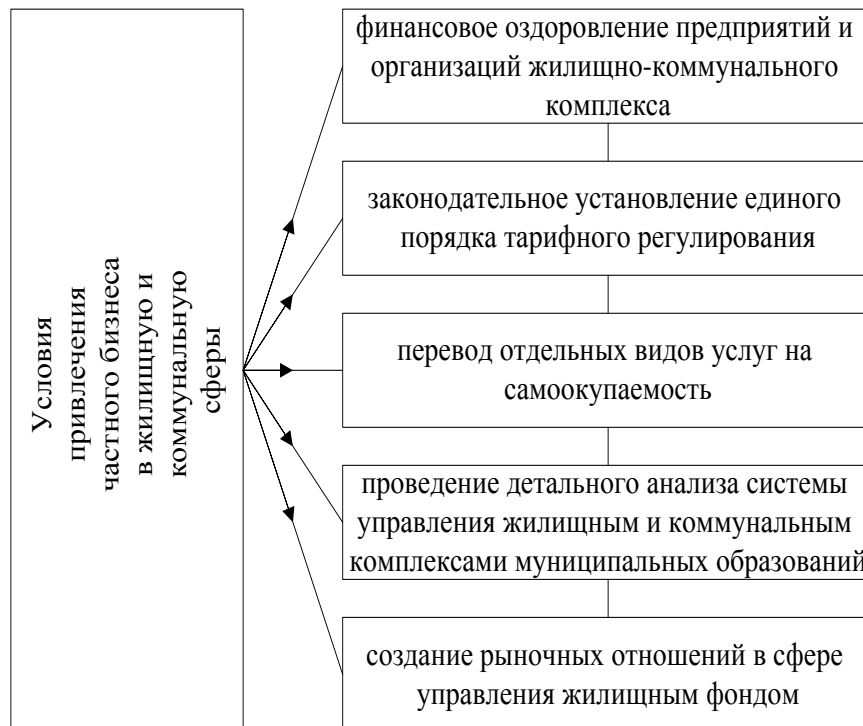 Условия
привлечения
частного бизнеса
в жилищную и
коммунальную
сферы
финансовое оздоровление предприятий и
организаций жилищно-коммунального
комплекса
законодательное установление единого
порядка тарифного регулирования
перевод отдельных видов услуг на
самоокупаемость
проведение детального анализа системы
управления жилищным и коммунальным
комплексами муниципальных образований
создание рыночных отношений в сфере
управления жилищным фондом